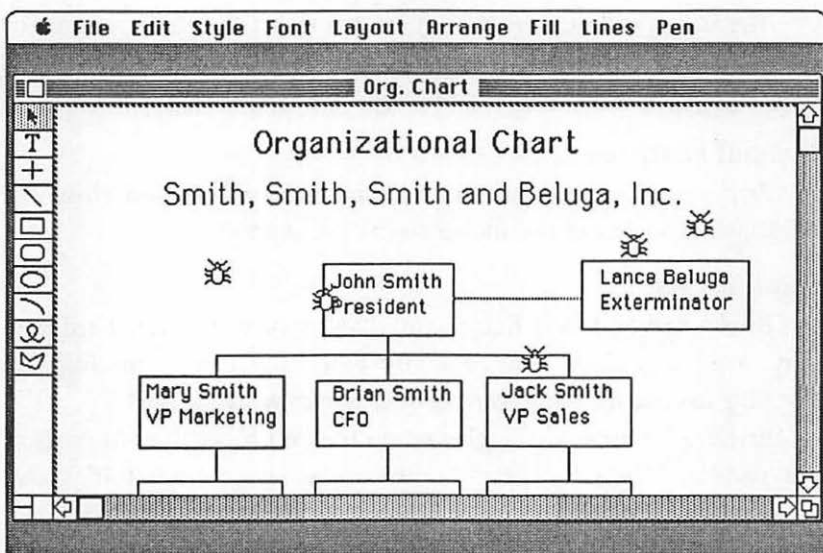 File Edit Style Font Layout Arrange Fill Lines Pen
Org. Chart
T
Organizational Chart
Smith, Smith, Smith and Beluga, Inc.
John Smith
President
Lance Beluga
Exterminator
Mary Smith
VP Marketing
Brian Smith
CFO
Jack Smith
VP Sales